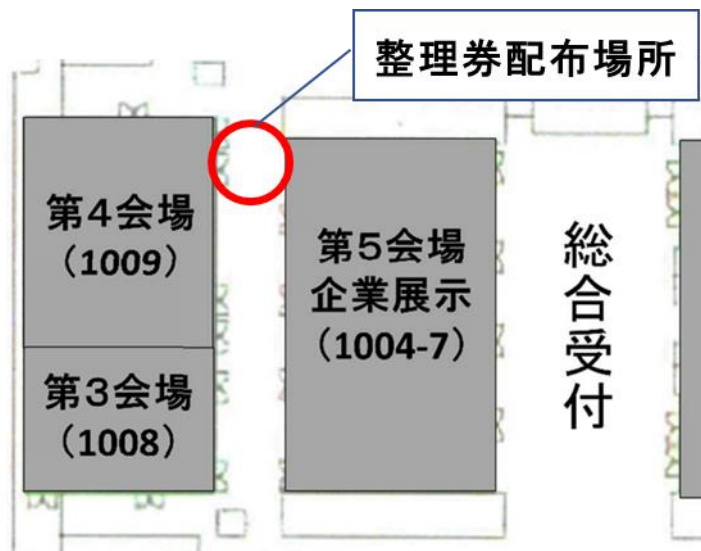 整理券配布場所
第4会場
（1009）
第3会場
（1008）
第5会場
企業展示
（1004-7）
総合受付